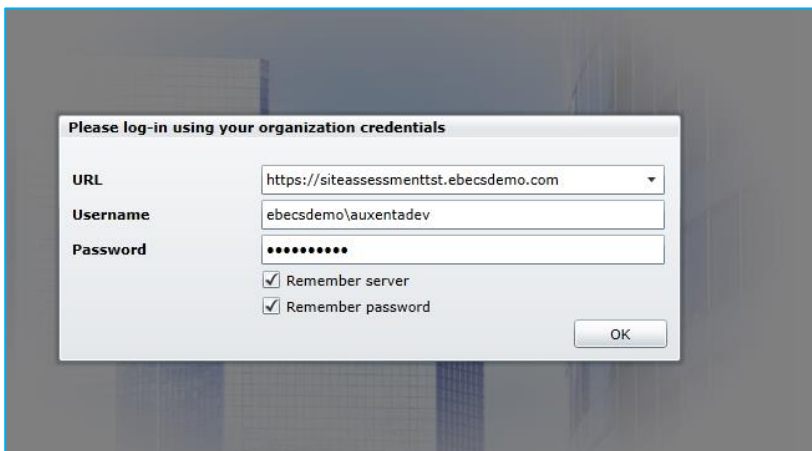 Please log-in using your organization credentials
URL https://siteassessmenttst.ebecsdemo.com
Username ebecsdemo\auxentadev
Password ••••••••••
Remember server
Remember password
OK